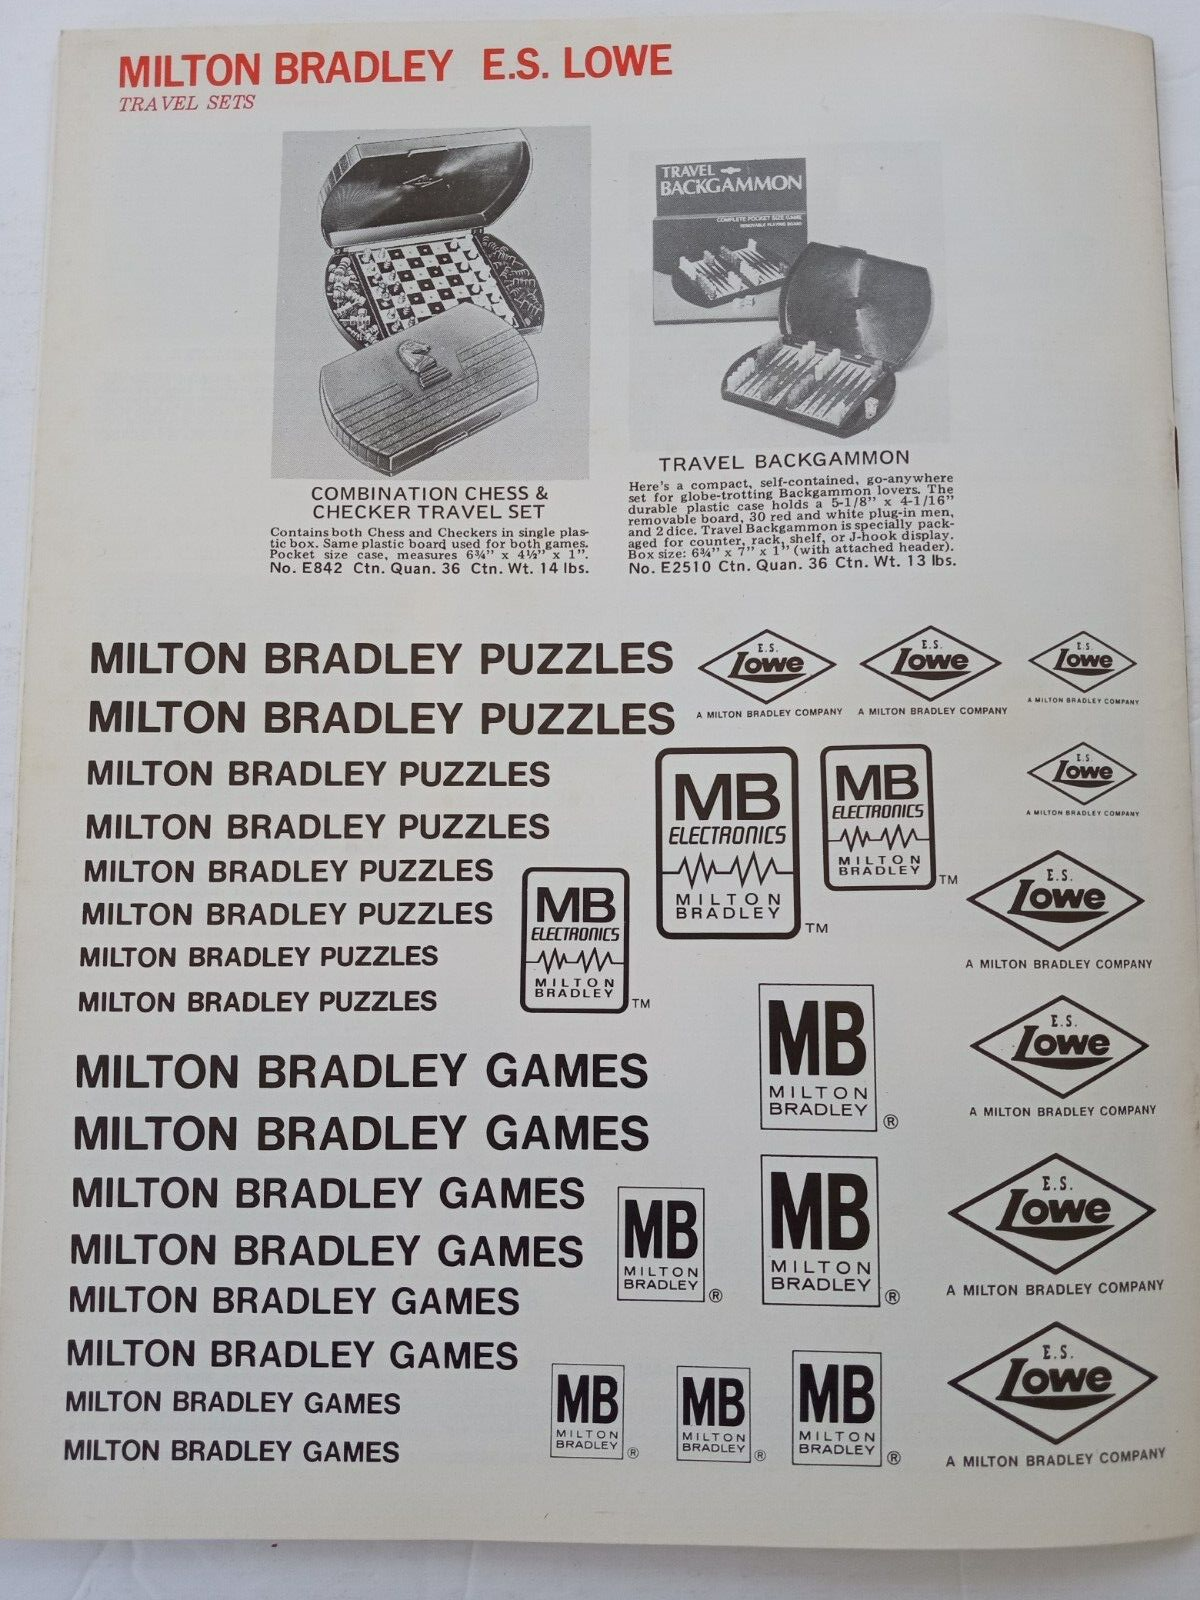 MILTON BRADLEY E.S. LOWE
TRAVEL SETS
TRAVEL
BACKGAMMON
COMPLETE POCKET SIZE GAME
REMOVABLE PLAYING BOARD
COMBINATION CHESS &
CHECKER TRAVEL SET
Contains both Chess and Checkers in single plas-
tic box. Same plastic board used for both games.
Pocket size case, measures 6¾" x 4½" x 1".
No. E842 Ctn. Quan. 36 Ctn. Wt. 14 lbs.
TRAVEL BACKGAMMON
Here's a compact, self-contained, go-anywhere
set for globe-trotting Backgammon lovers. The
durable plastic case holds a 5-1/8" x 4-1/16"
removable board, 30 red and white plug-in men,
and 2 dice. Travel Backgammon is specially pack-
aged for counter, rack, shelf, or J-hook display.
Box size: 6¾" x 7" x 1" (with attached header).
No. E2510 Ctn. Quan. 36 Ctn. Wt. 13 lbs.
MILTON BRADLEY PUZZLES
MILTON BRADLEY PUZZLES
MILTON BRADLEY PUZZLES
MILTON BRADLEY PUZZLES
MILTON BRADLEY PUZZLES
MILTON BRADLEY PUZZLES
MILTON BRADLEY PUZZLES
MILTON BRADLEY PUZZLES
E.S.
Lowe
A MILTON BRADLEY COMPANY
E.S.
Lowe
A MILTON BRADLEY COMPANY
E.S.
Lowe
A MILTON BRADLEY COMPANY
E.S.
Lowe
A MILTON BRADLEY COMPANY
MB
ELECTRONICS
MILTON
BRADLEY
TM
MB
ELECTRONICS
MILTON
BRADLEY
TM
MB
ELECTRONICS
MILTON
BRADLEY
TM
E.S.
Lowe
A MILTON BRADLEY COMPANY
E.S.
Lowe
A MILTON BRADLEY COMPANY
MILTON BRADLEY GAMES
MILTON BRADLEY GAMES
MILTON BRADLEY GAMES
MILTON BRADLEY GAMES
MILTON BRADLEY GAMES
MILTON BRADLEY GAMES
MILTON BRADLEY GAMES
MILTON BRADLEY GAMES
MB
MILTON
BRADLEY
®
MB
MILTON
BRADLEY
®
MB
MILTON
BRADLEY
®
MB
MILTON
BRADLEY
®
MB
MILTON
BRADLEY
®
MB
MILTON
BRADLEY
®
E.S.
Lowe
A MILTON BRADLEY COMPANY
E.S.
Lowe
A MILTON BRADLEY COMPANY